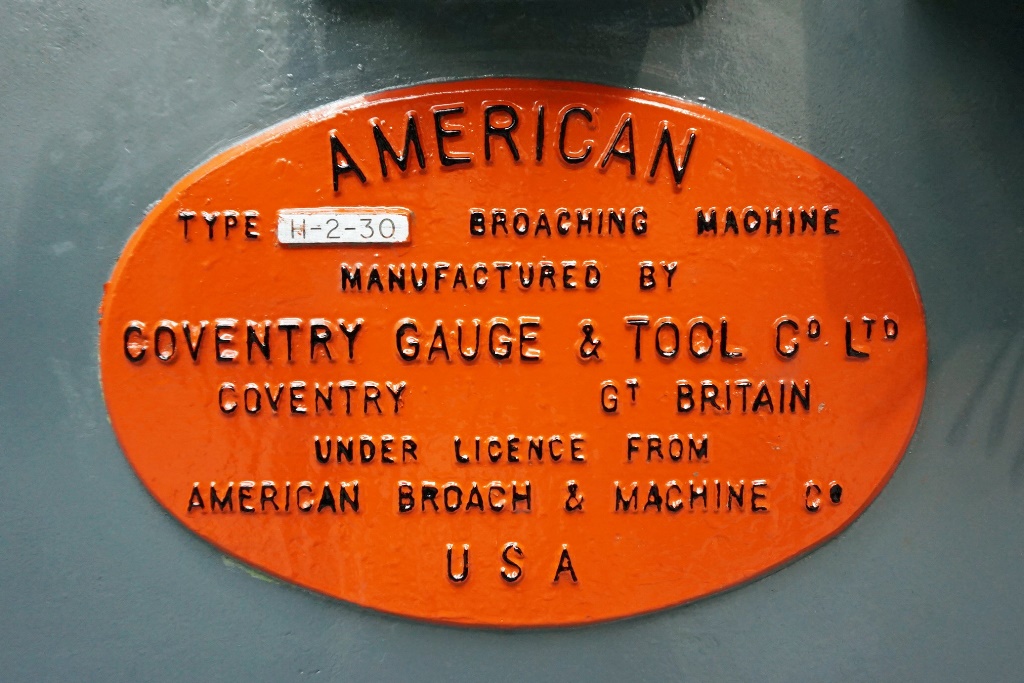 AMERICAN
TYPE H-2-30 BROACHING MACHINE
MANUFACTURED BY
COVENTRY GAUGE & TOOL Cº LTD
COVENTRY GT BRITAIN
UNDER LICENCE FROM
AMERICAN BROACH & MACHINE Cº
USA